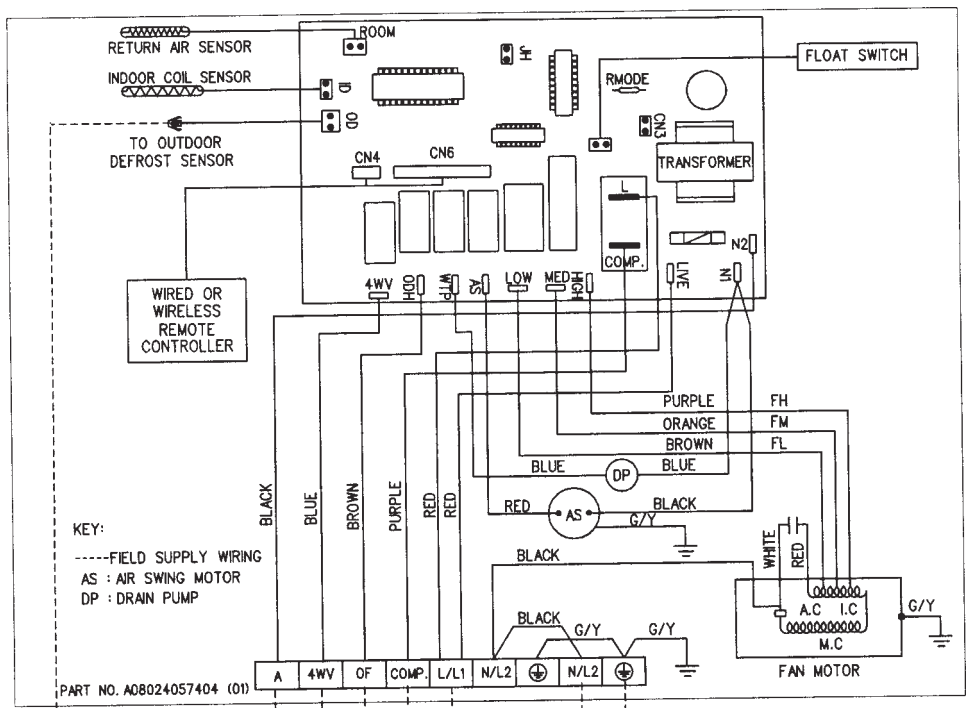 ROOM
RETURN AIR SENSOR
JH
FLOAT SWITCH
INDOOR COIL SENSOR
ID
RMODE
OD
CN3
TO OUTDOOR
DEFROST SENSOR
CN4
CN6
TRANSFORMER
L
COMP.
N2
4WV
ODH
WTP
AS
LOW
MED
HIGH
LIVE
N1
WIRED OR
WIRELESS
REMOTE
CONTROLLER
PURPLE
FH
ORANGE
FM
BROWN
FL
BLUE
DP
BLUE
BLACK
BLUE
BROWN
PURPLE
RED
RED
RED
AS
BLACK
G/Y
KEY:
-----FIELD SUPPLY WIRING
AS : AIR SWING MOTOR
DP : DRAIN PUMP
BLACK
WHITE
RED
A.C
I.C
M.C
G/Y
FAN MOTOR
BLACK
G/Y
G/Y
A
4WV
OF
COMP.
L/L1
N/L2
N/L2
PART NO. A08024057404 (01)